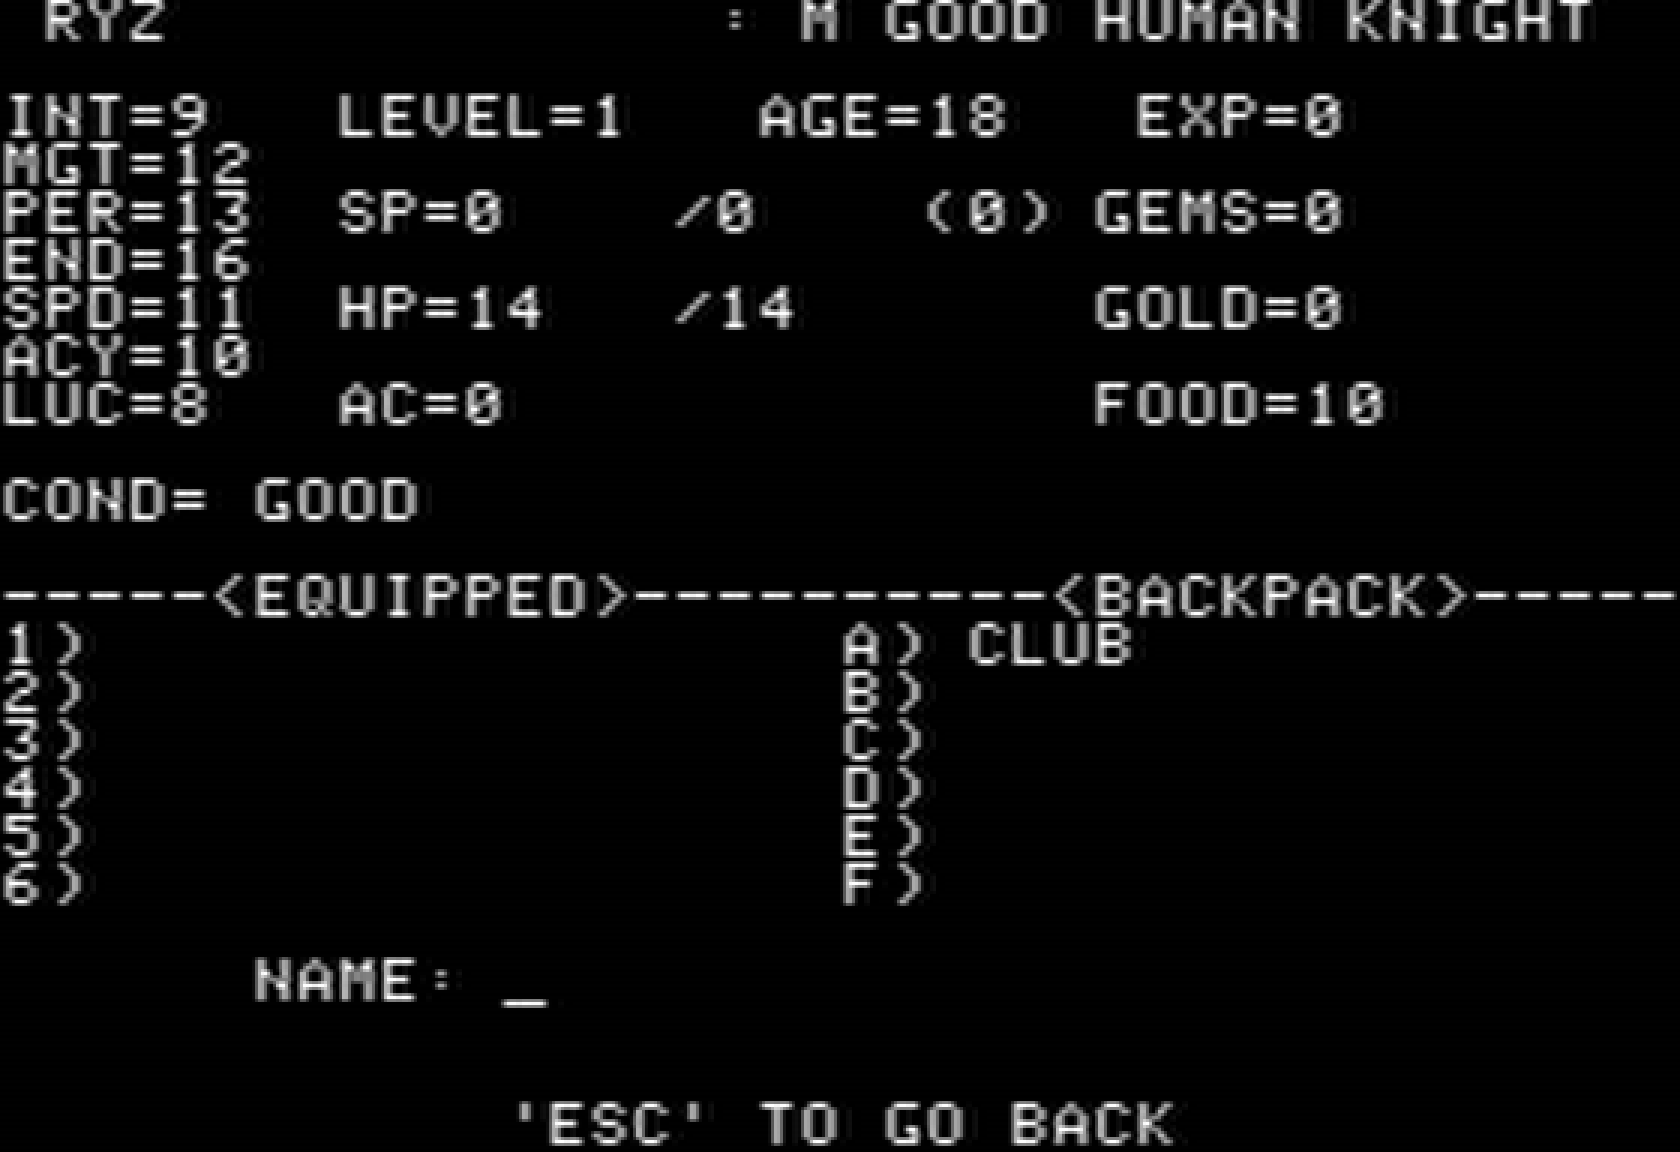 RYZ : M GOOD HUMAN KNIGHT
INT=9 LEVEL=1 AGE=18 EXP=0
MGT=12
PER=13 SP=0 /0 (0) GEMS=0
END=16
SPD=11 HP=14 /14 GOLD=0
ACY=10
LUC=8 AC=0 FOOD=10
COND= GOOD
-----<EQUIPPED>----------<BACKPACK>-----
1) A) CLUB
2) B)
3) C)
4) D)
5) E)
6) F)
NAME: _
'ESC' TO GO BACK